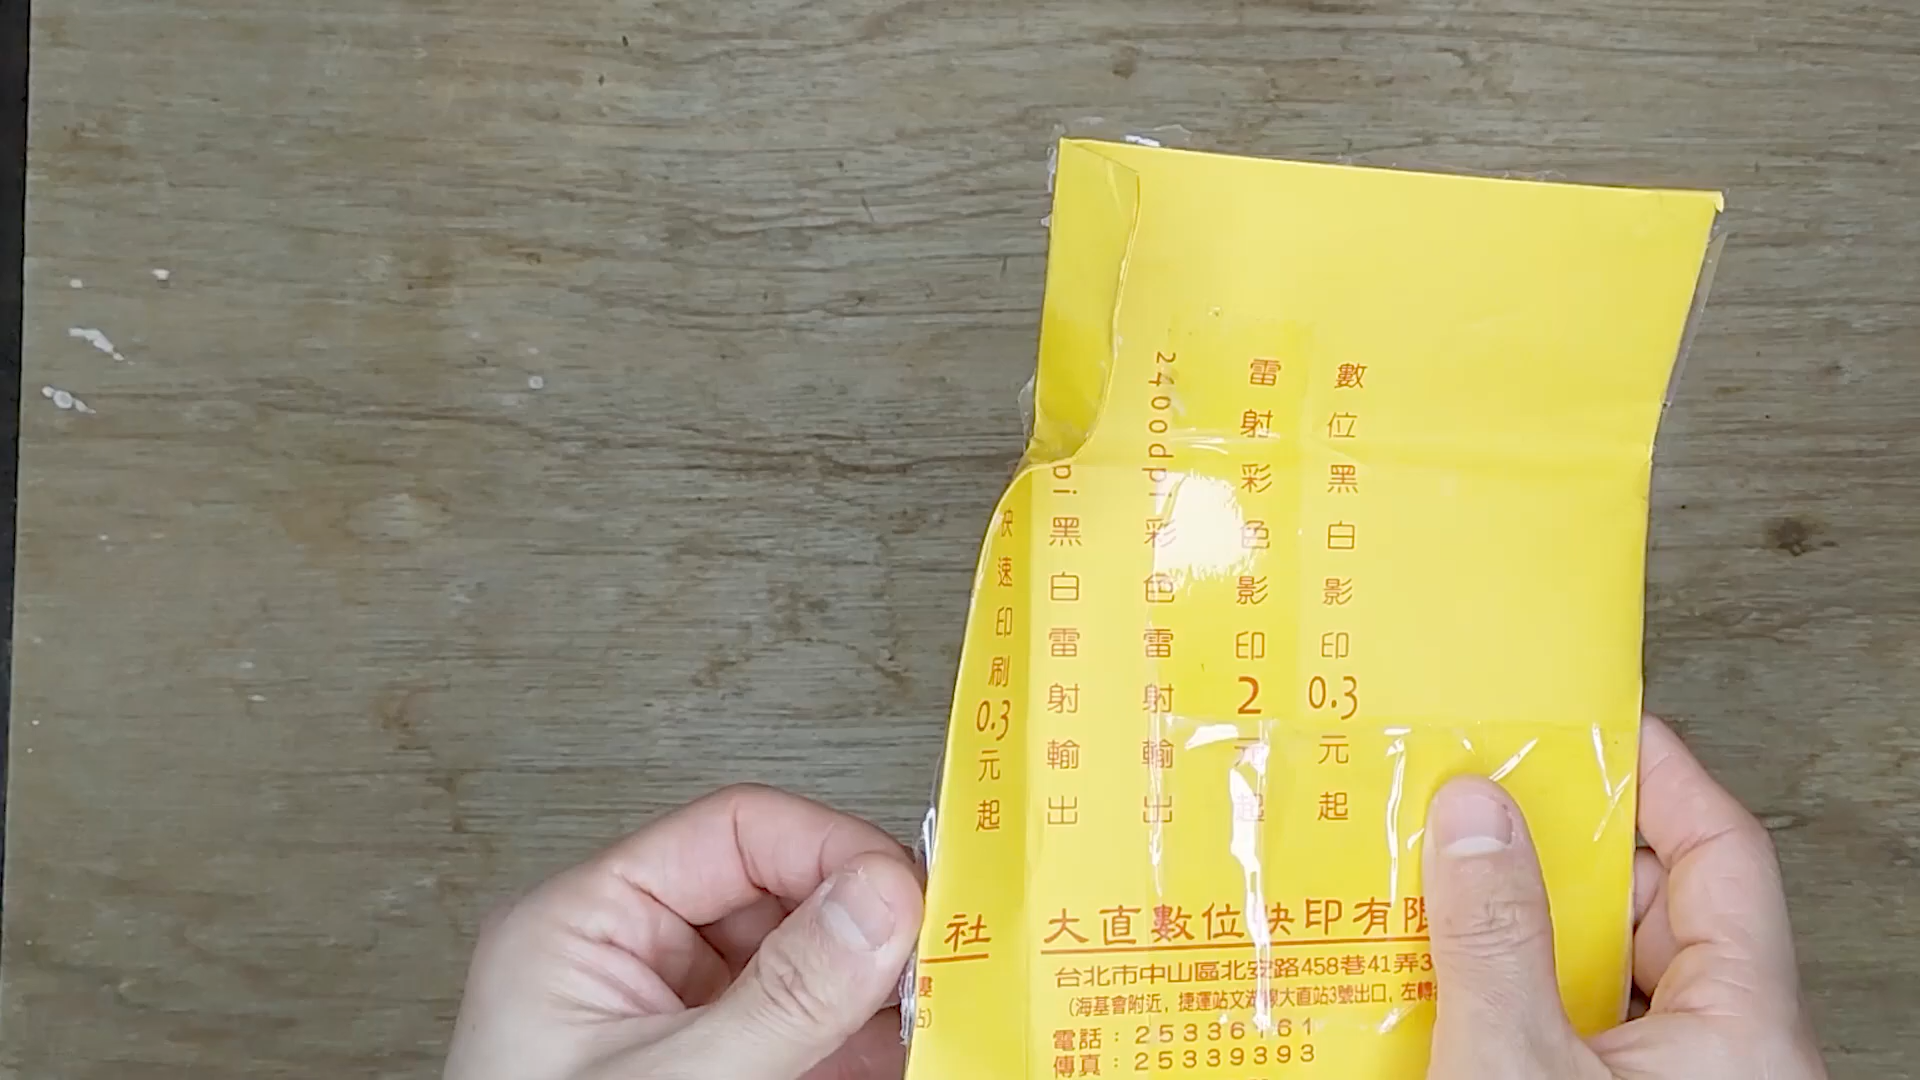 數位黑白影印0.3元起
雷射彩色影印2元起
2400dpi彩色雷射輸出
pi黑白雷射輸出
快速印刷0.3元起
社
大直數位快印有限
台北市中山區北安路458巷41弄3
(海基會附近，捷運站文湖線大直站3號出口，左轉
電話：25336161
傳真：25339393